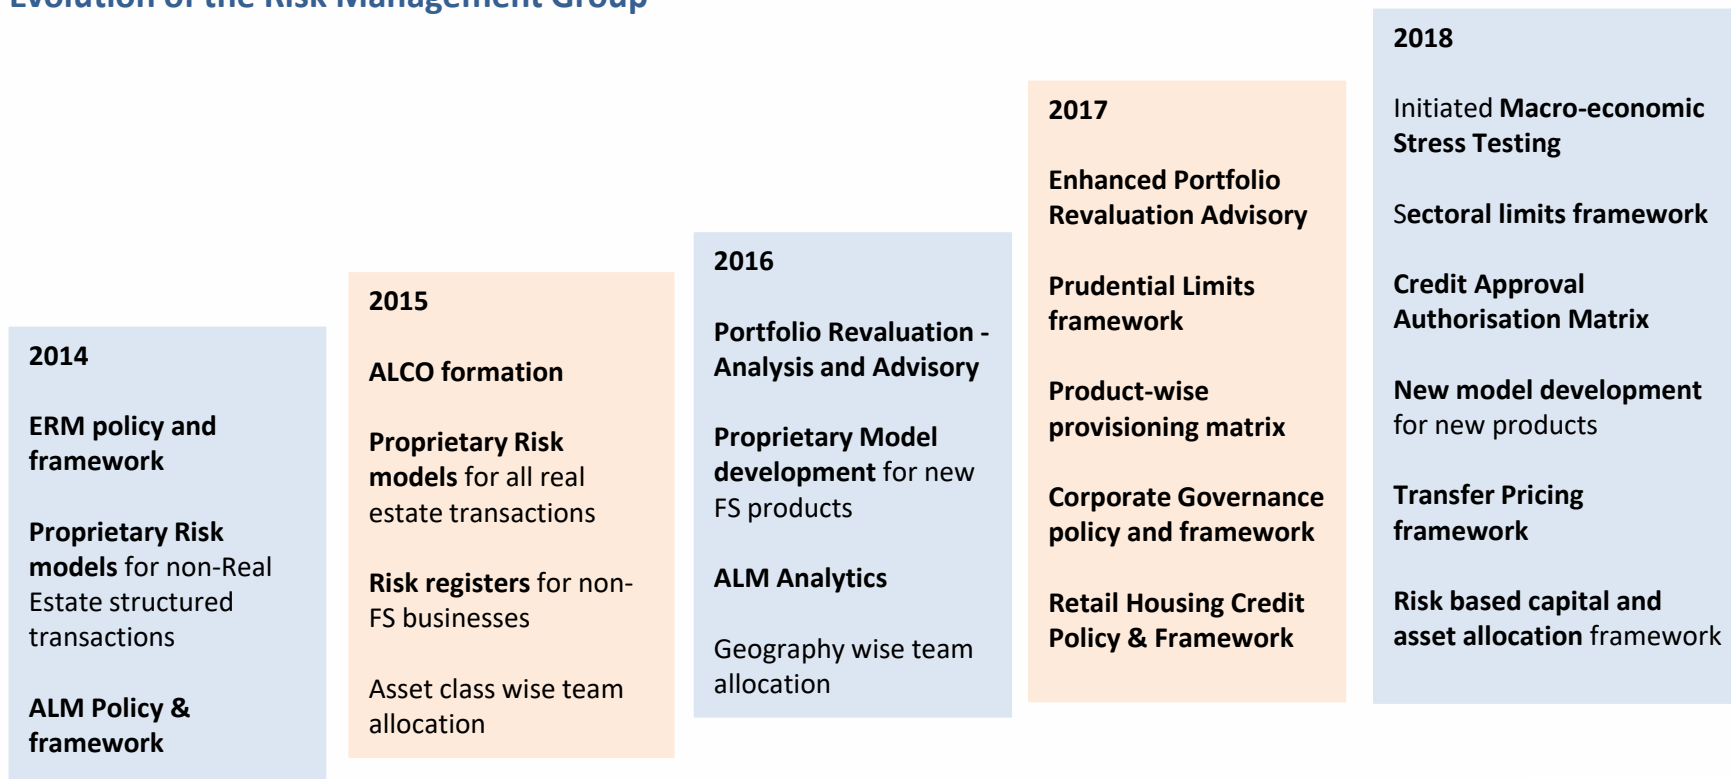 Evolution of the Risk Management Group
2014
ERM policy and
framework
Proprietary Risk
models for non-Real
Estate structured
transactions
ALM Policy &
framework
2015
ALCO formation
Proprietary Risk
models for all real
estate transactions
Risk registers for non-
FS businesses
Asset class wise team
allocation
2016
Portfolio Revaluation -
Analysis and Advisory
Proprietary Model
development for new
FS products
ALM Analytics
Geography wise team
allocation
2017
Enhanced Portfolio
Revaluation Advisory
Prudential Limits
framework
Product-wise
provisioning matrix
Corporate Governance
policy and framework
Retail Housing Credit
Policy & Framework
2018
Initiated Macro-economic
Stress Testing
Sectoral limits framework
Credit Approval
Authorisation Matrix
New model development
for new products
Transfer Pricing
framework
Risk based capital and
asset allocation framework